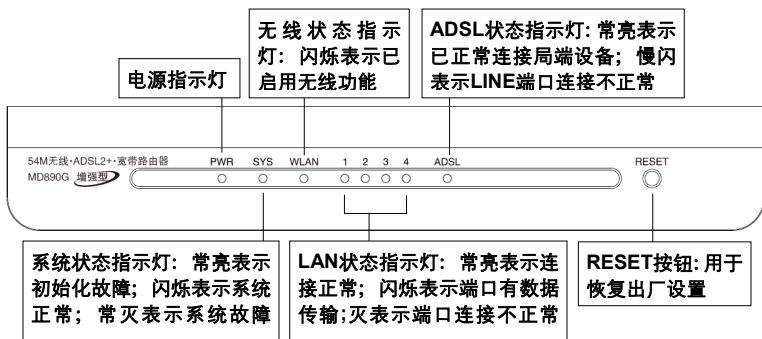 无线状态指示
灯：闪烁表示已
启用无线功能
ADSL状态指示灯：常亮表示
已正常连接局端设备；慢闪
表示LINE端口连接不正常
电源指示灯
54M无线·ADSL2+·宽带路由器
MD890G 增强型
PWR SYS WLAN 1 2 3 4 ADSL RESET
系统状态指示灯：常亮表示
初始化故障；闪烁表示系统
正常；常灭表示系统故障
LAN状态指示灯：常亮表示连
接正常；闪烁表示端口有数据
传输；灭表示端口连接不正常
RESET按钮：用于
恢复出厂设置